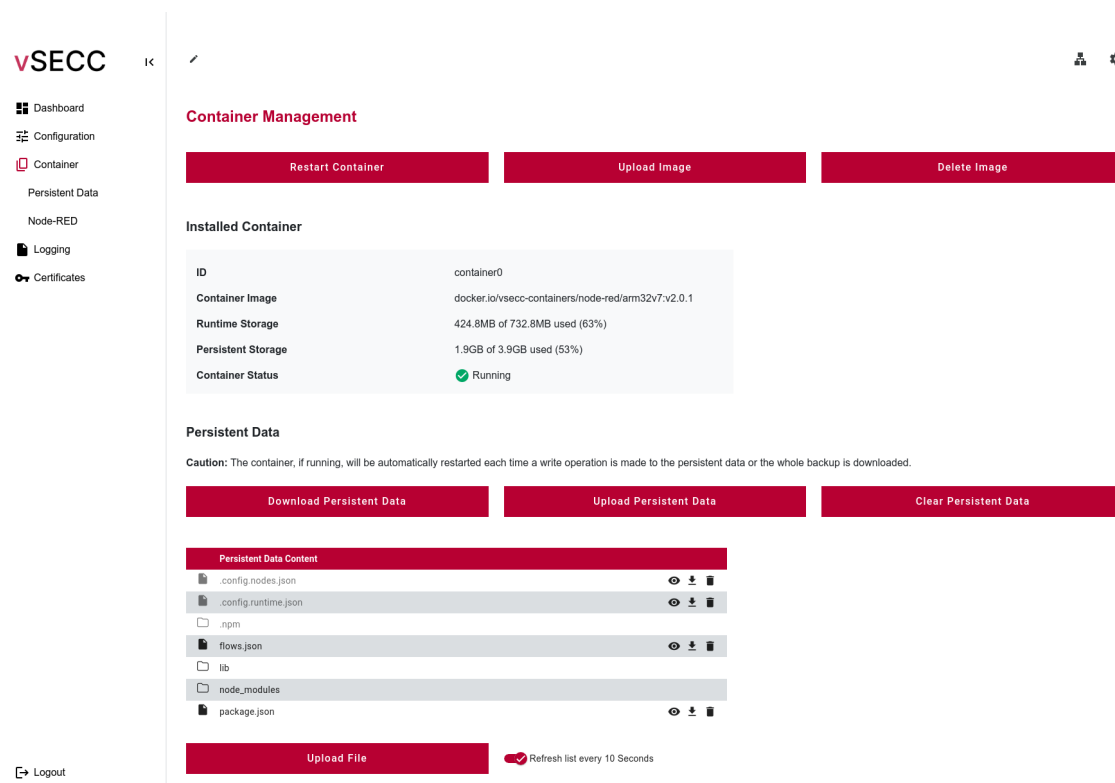 vSECC
Dashboard
Configuration
Container
Persistent Data
Node-RED
Logging
Certificates
Logout
Container Management
Restart Container
Upload Image
Delete Image
Installed Container
ID container0
Container Image docker.io/vsecc-containers/node-red/arm32v7:v2.0.1
Runtime Storage 424.8MB of 732.8MB used (63%)
Persistent Storage 1.9GB of 3.9GB used (53%)
Container Status Running
Persistent Data
Caution: The container, if running, will be automatically restarted each time a write operation is made to the persistent data or the whole backup is downloaded.
Download Persistent Data
Upload Persistent Data
Clear Persistent Data
Persistent Data Content
.config.nodes.json
.config.runtime.json
.npm
flows.json
lib
node_modules
package.json
Upload File
Refresh list every 10 Seconds